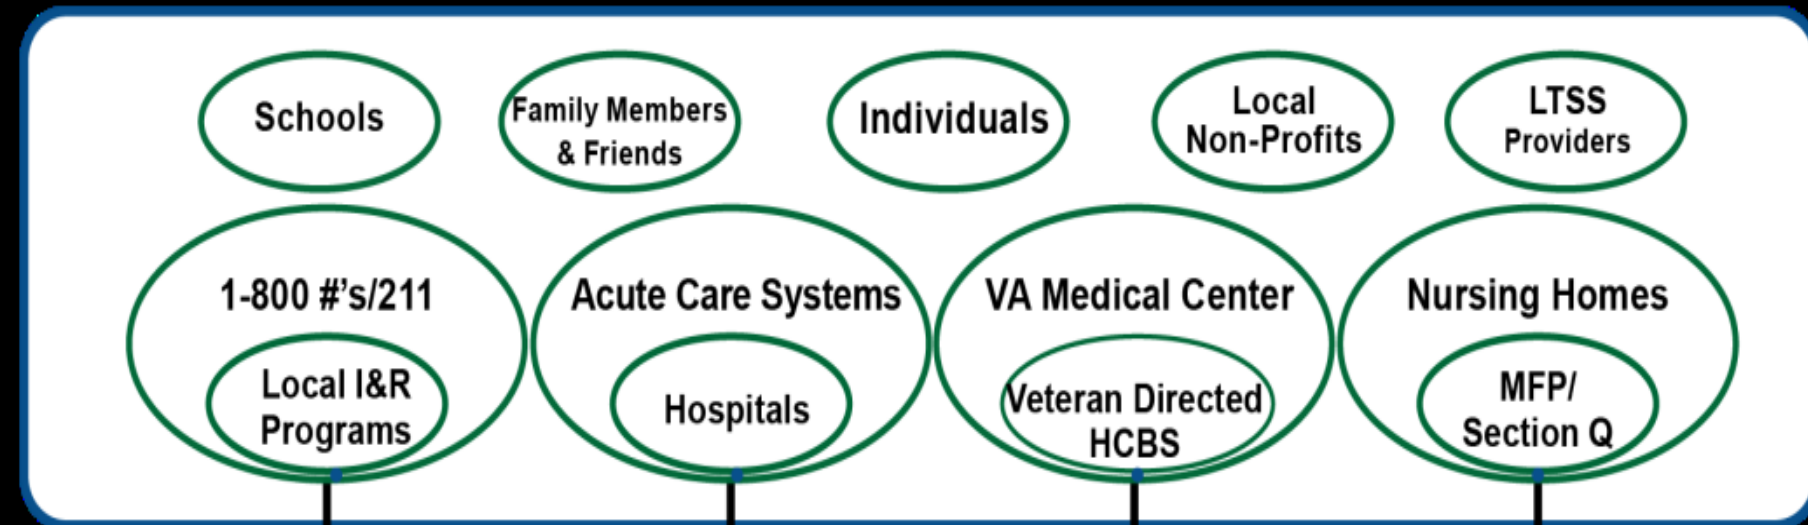 Schools
Family Members
& Friends
Individuals
Local
Non-Profits
LTSS
Providers
1-800 #'s/211
Local I&R
Programs
Acute Care Systems
Hospitals
VA Medical Center
Veteran Directed
HCBS
Nursing Homes
MFP/
Section Q